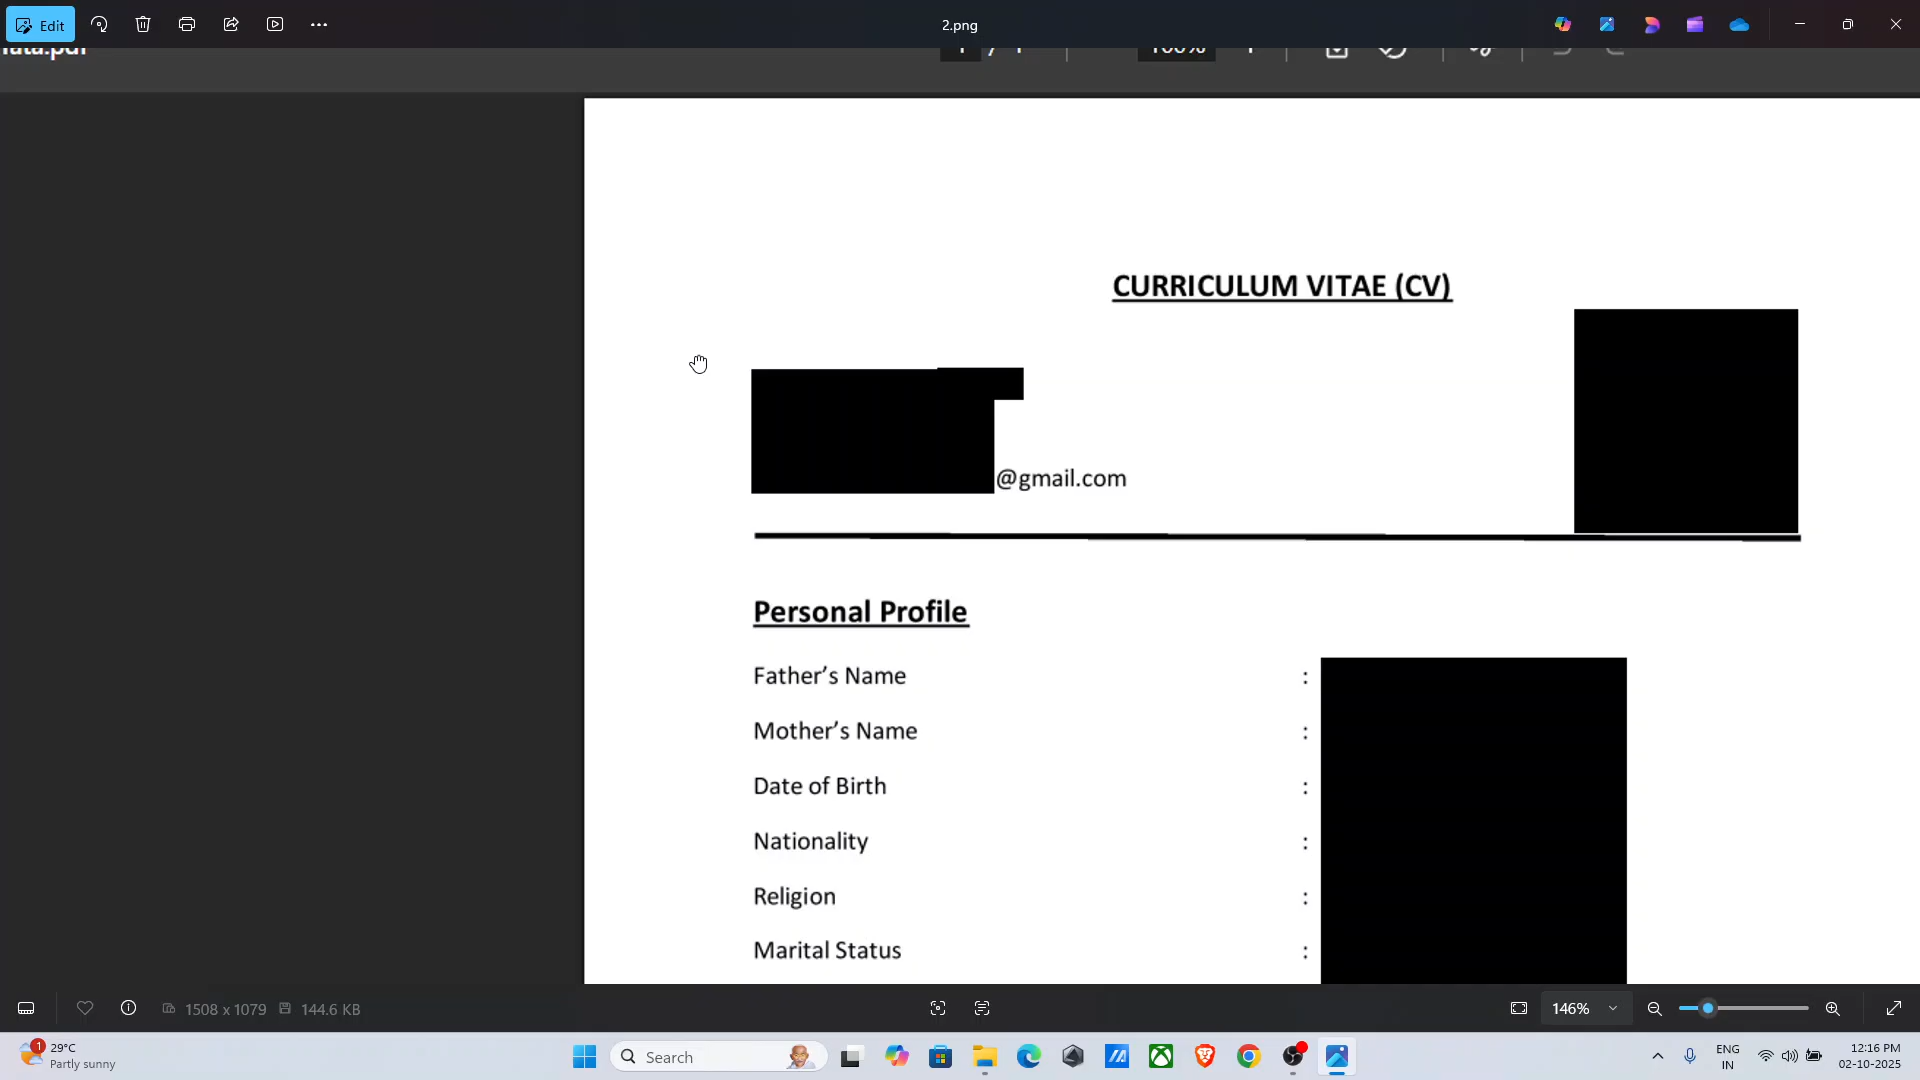 Edit
2.png
CURRICULUM VITAE (CV)
@gmail.com
Personal Profile
Father’s Name :
Mother’s Name :
Date of Birth :
Nationality :
Religion :
Marital Status :
1508 x 1079
144.6 KB
146%
1
29°C
Partly sunny
Search
ENG
IN
12:16 PM
02-10-2025